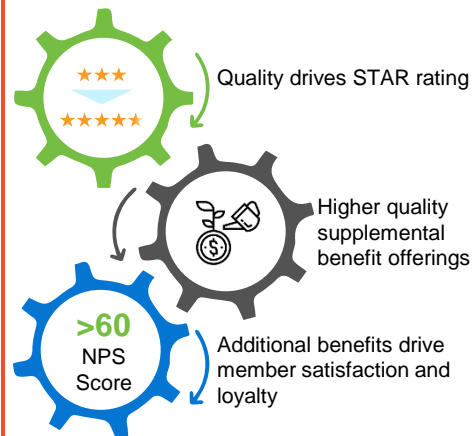 Quality drives STAR rating
Higher quality
supplemental
benefit offerings
$
>60
NPS
Score
Additional benefits drive
member satisfaction and
loyalty